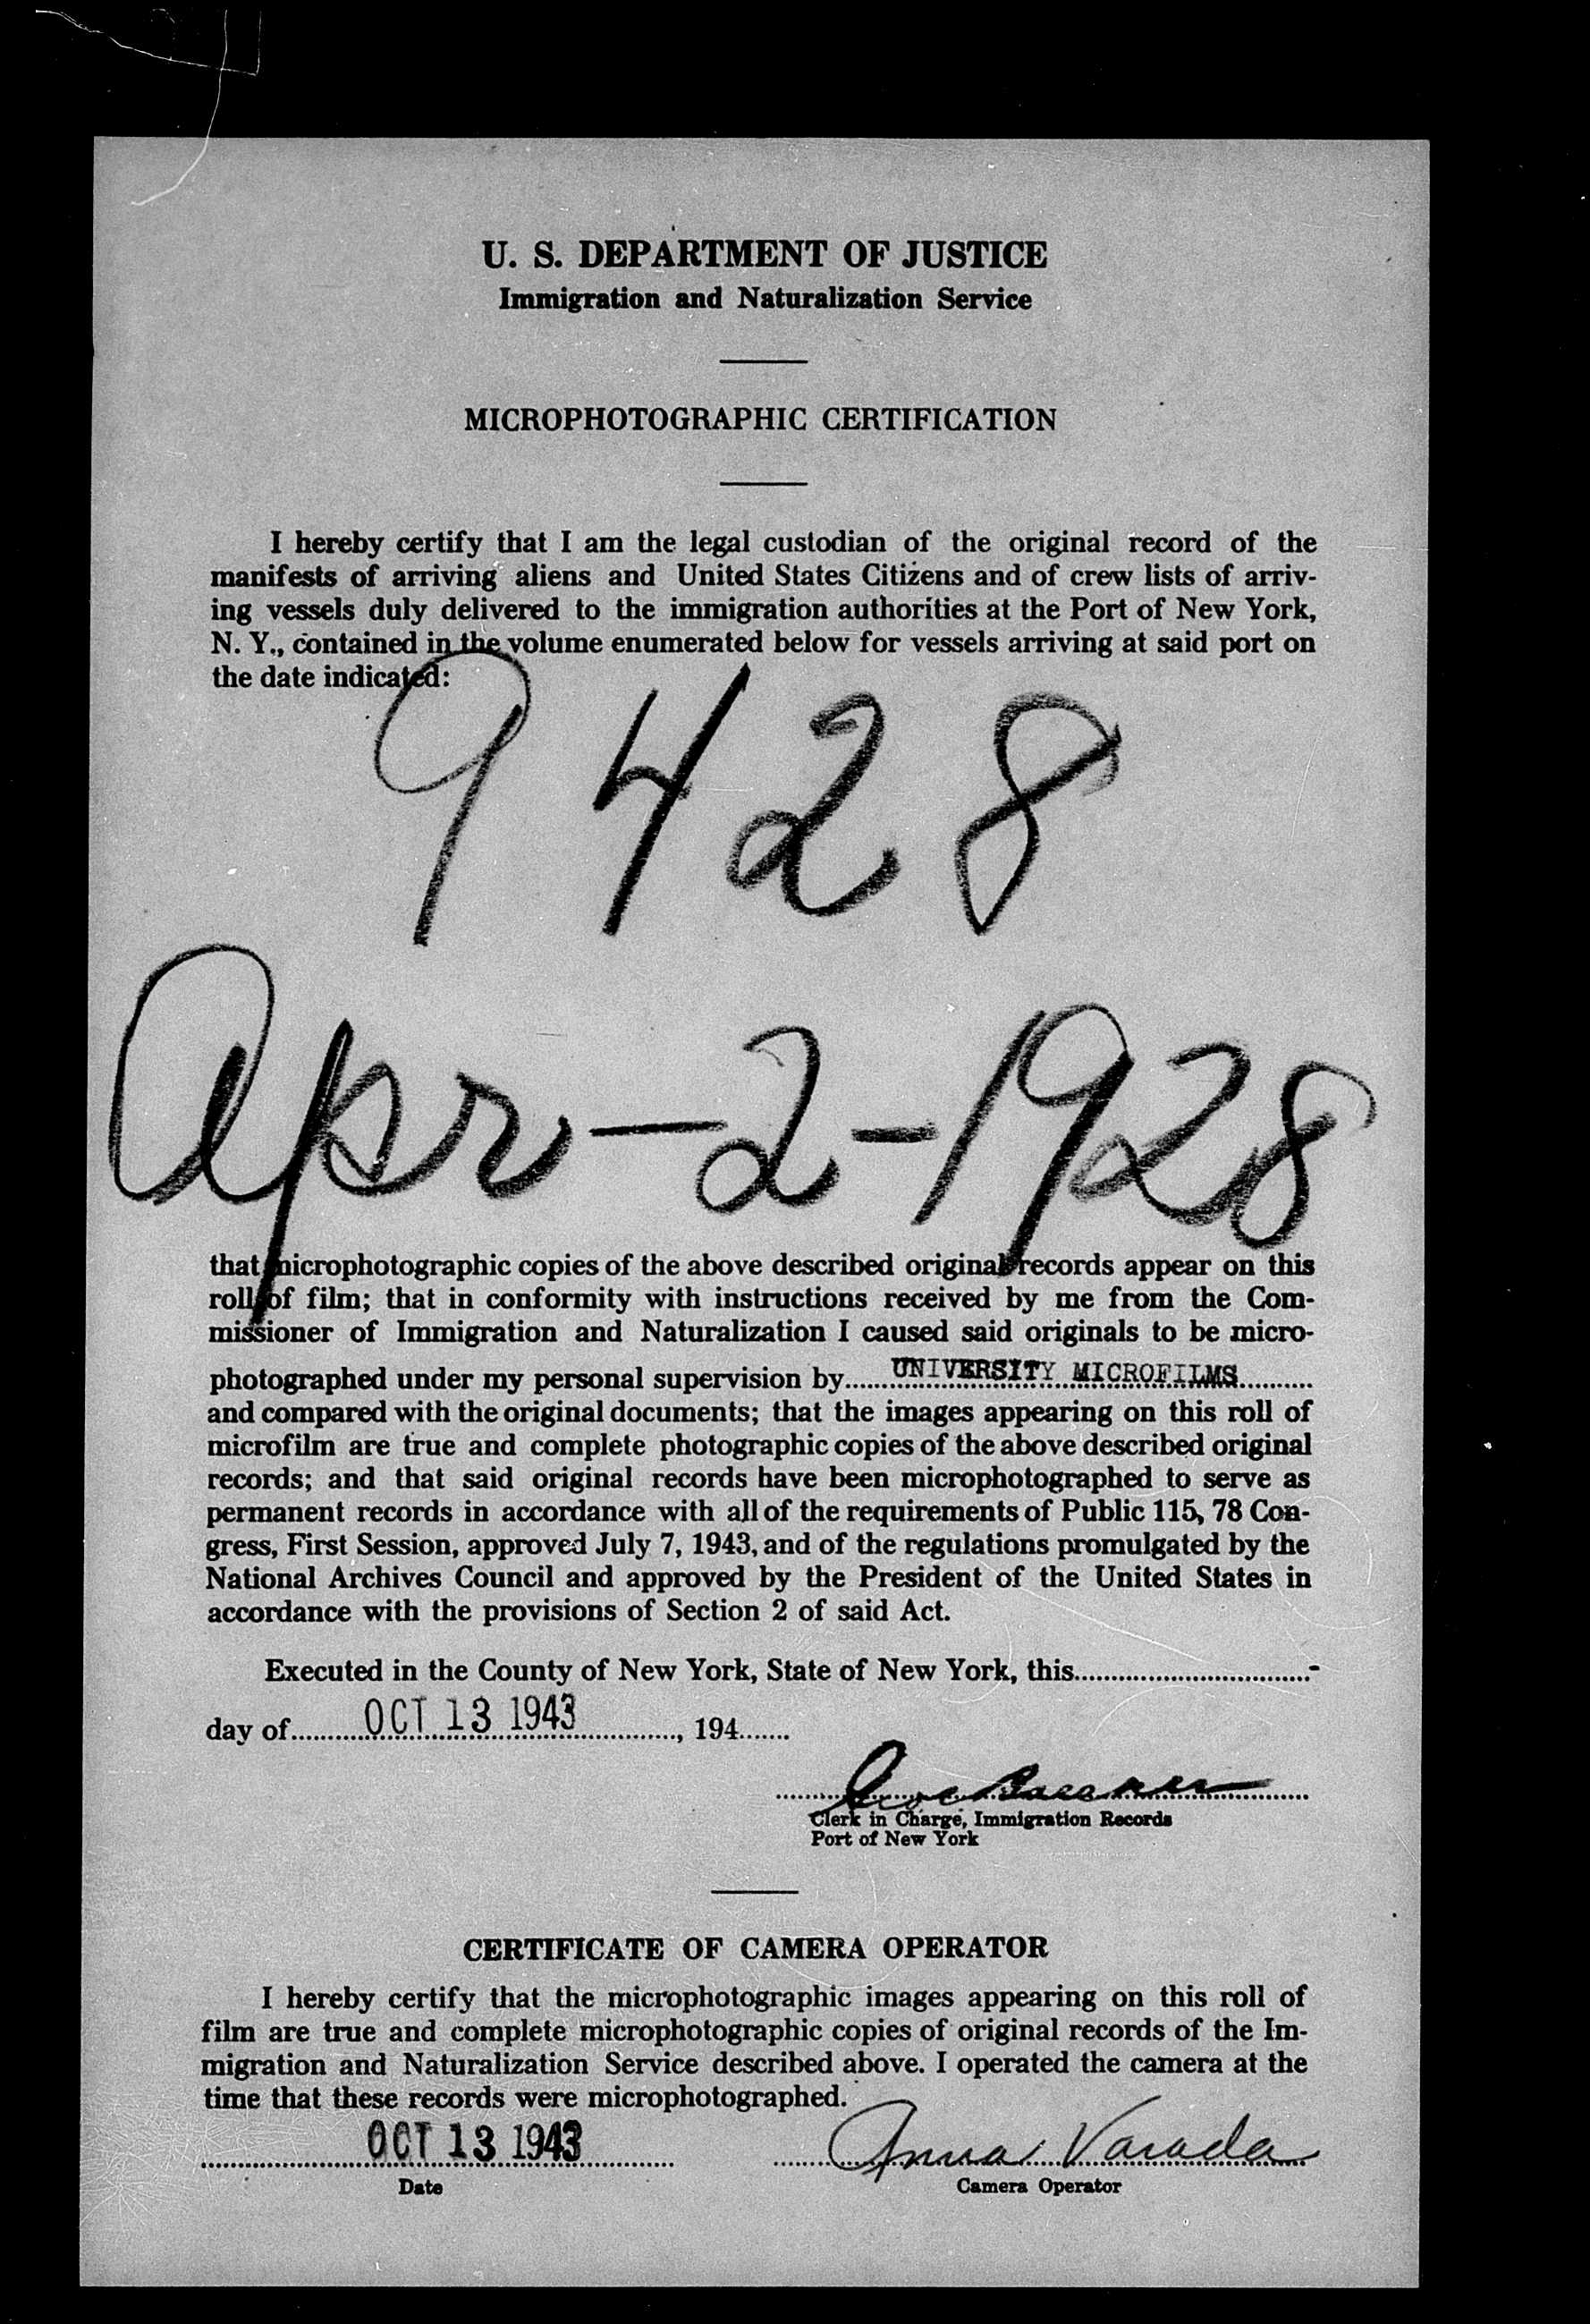 U. S. DEPARTMENT OF JUSTICE
Immigration and Naturalization Service
MICROPHOTOGRAPHIC CERTIFICATION
I hereby certify that I am the legal custodian of the original record of the
manifests of arriving aliens and United States Citizens and of crew lists of arriv-
ing vessels duly delivered to the immigration authorities at the Port of New York,
N. Y., contained in the volume enumerated below for vessels arriving at said port on
the date indicated:
9428
Apr-2-1928
that microphotographic copies of the above described original records appear on this
roll of film; that in conformity with instructions received by me from the Com-
missioner of Immigration and Naturalization I caused said originals to be micro-
photographed under my personal supervision by UNIVERSITY MICROFILMS
and compared with the original documents; that the images appearing on this roll of
microfilm are true and complete photographic copies of the above described original
records; and that said original records have been microphotographed to serve as
permanent records in accordance with all of the requirements of Public 115, 78 Con-
gress, First Session, approved July 7, 1943, and of the regulations promulgated by the
National Archives Council and approved by the President of the United States in
accordance with the provisions of Section 2 of said Act.
Executed in the County of New York, State of New York, this
day of OCT 13 1943, 194
Clerk in Charge, Immigration Records
Port of New York
CERTIFICATE OF CAMERA OPERATOR
I hereby certify that the microphotographic images appearing on this roll of
film are true and complete microphotographic copies of original records of the Im-
migration and Naturalization Service described above. I operated the camera at the
time that these records were microphotographed.
OCT 13 1943 Anna Varada
Date Camera Operator